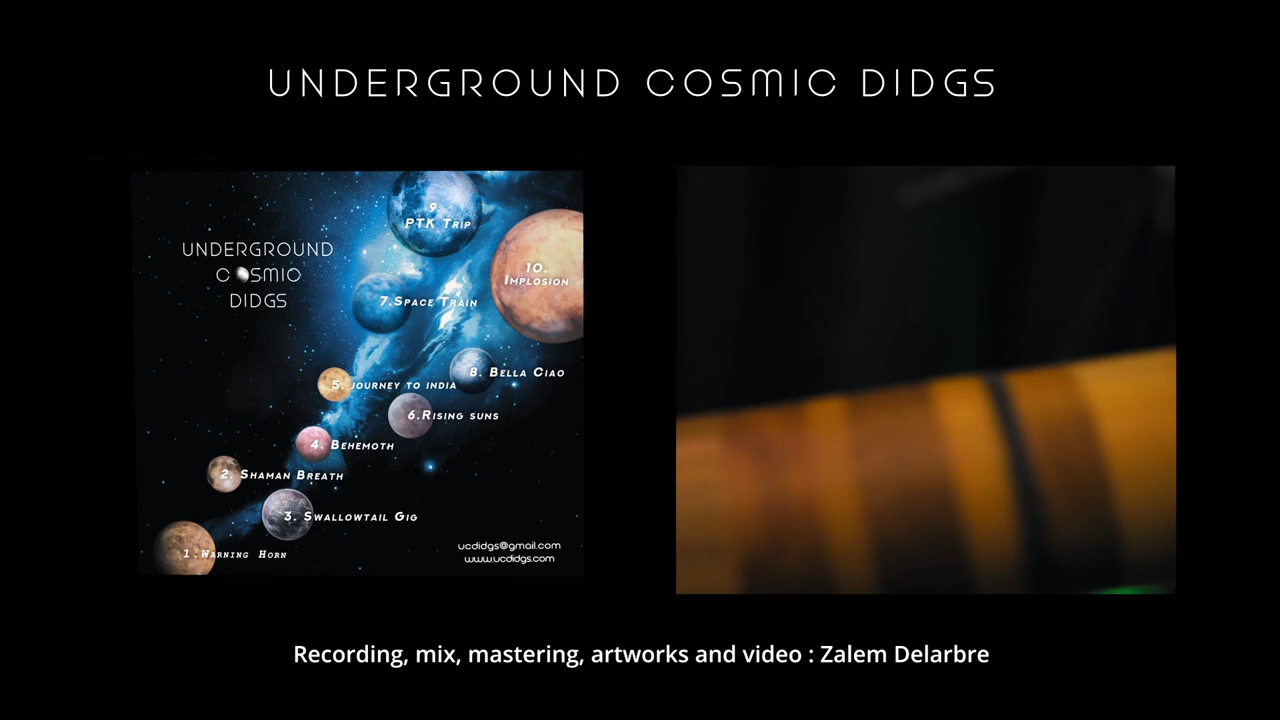 UNDERGROUND COSMIC DIDGS
UNDERGROUND
COSMIC
DIDGS
9.
PTK Trip
10.
Implosion
7.Space Train
8. Bella Ciao
5. Journey to india
6.Rising suns
4. Behemoth
2. Shaman Breath
3. Swallowtail Gig
1.Warning Horn
ucdidgs@gmail.com
www.ucdidgs.com
Recording, mix, mastering, artworks and video : Zalem Delarbre